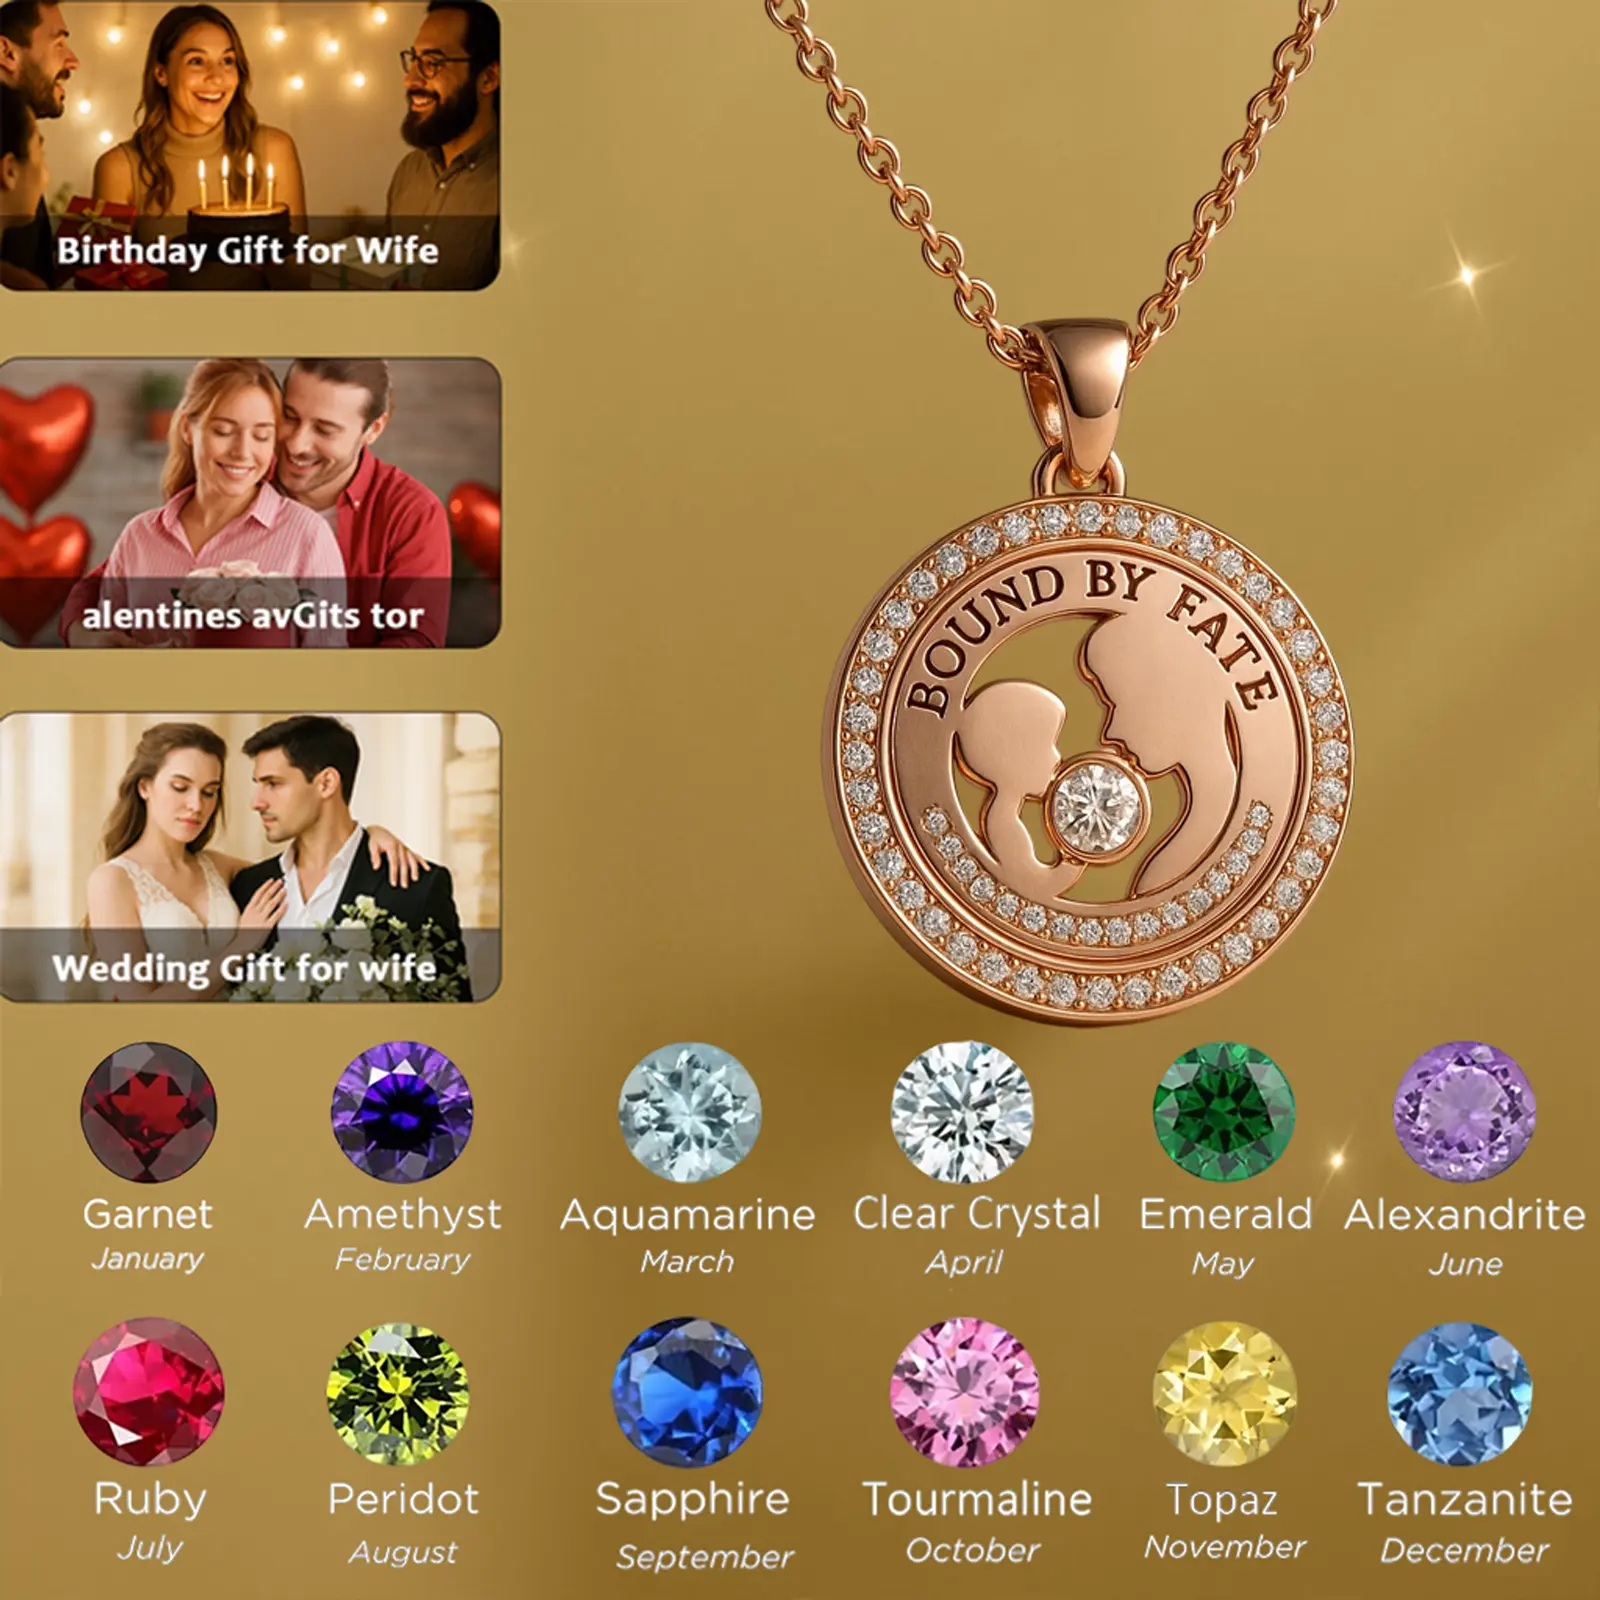 Birthday Gift for Wife
alentines avGits tor
Wedding Gift for wife
BOUND BY FATE
Garnet
January
Amethyst
February
Aquamarine
March
Clear Crystal
April
Emerald
May
Alexandrite
June
Ruby
July
Peridot
August
Sapphire
September
Tourmaline
October
Topaz
November
Tanzanite
December